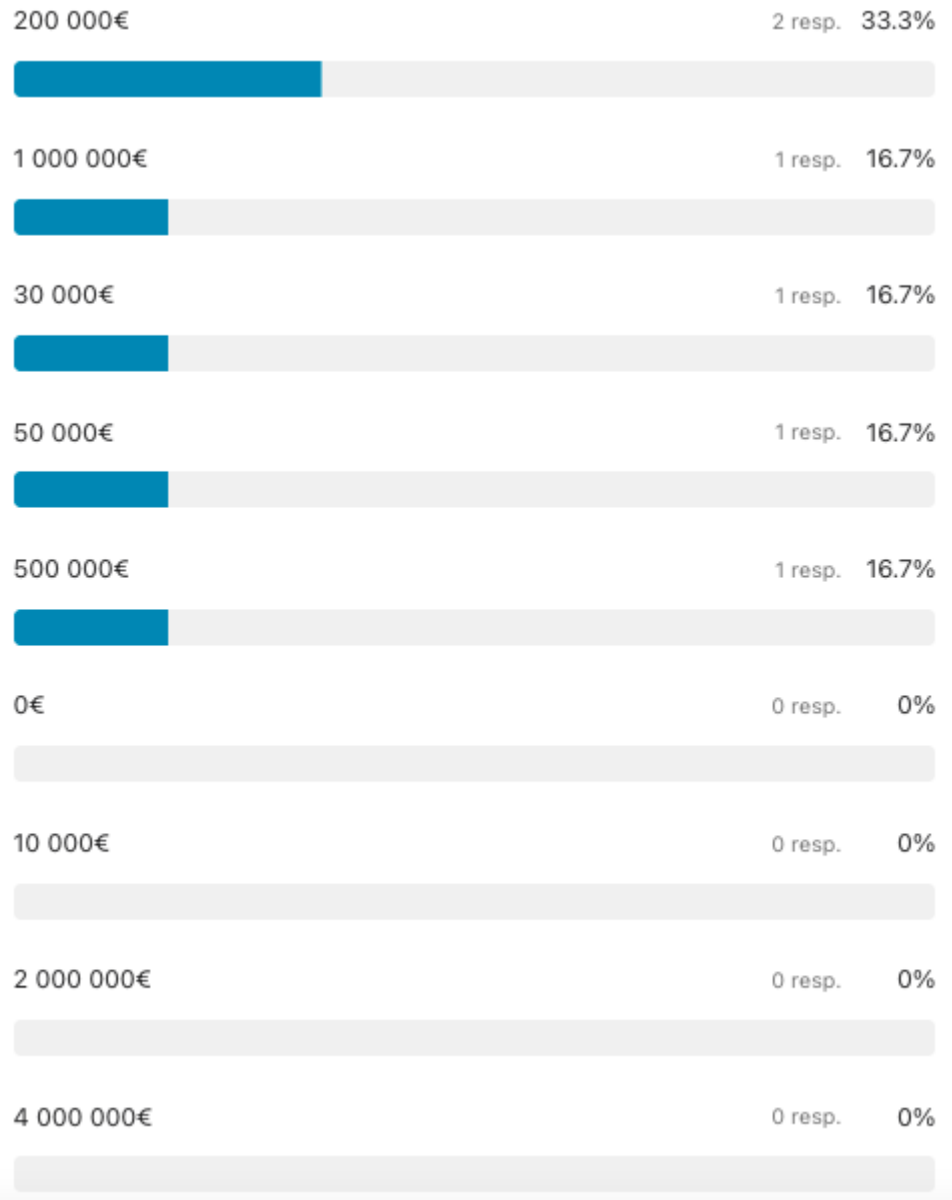 200 000€ 2 resp. 33.3%
1 000 000€ 1 resp. 16.7%
30 000€ 1 resp. 16.7%
50 000€ 1 resp. 16.7%
500 000€ 1 resp. 16.7%
0€ 0 resp. 0%
10 000€ 0 resp. 0%
2 000 000€ 0 resp. 0%
4 000 000€ 0 resp. 0%